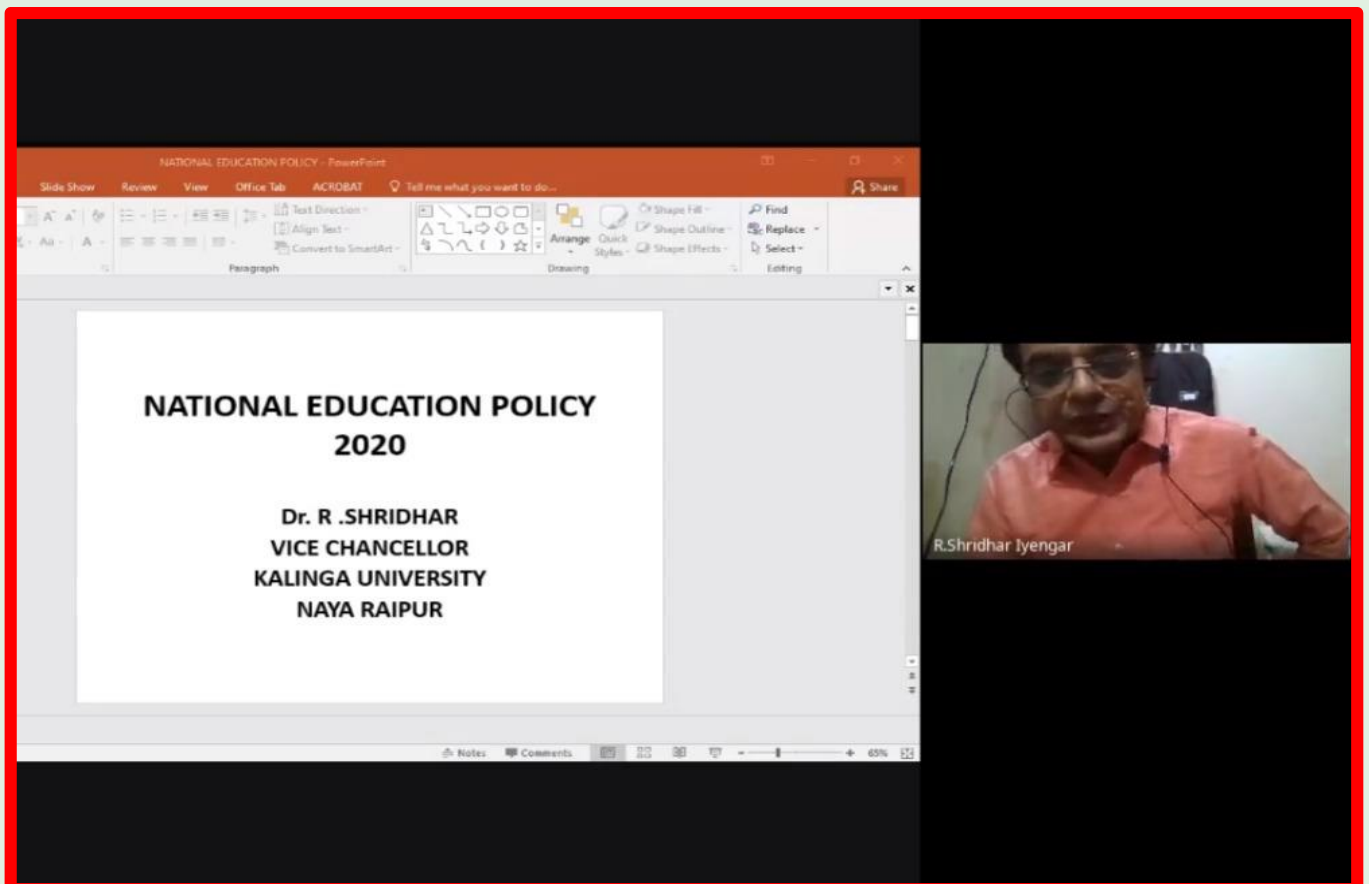 NATIONAL EDUCATION POLICY - PowerPoint
Slide Show Review View Office Tab ACROBAT Tell me what you want to do... Share
Text Direction
Align Text
Convert to SmartArt
Paragraph
Arrange
Quick Styles
Shape Fill
Shape Outline
Shape Effects
Drawing
Find
Replace
Select
Editing
NATIONAL EDUCATION POLICY
2020
Dr. R .SHRIDHAR
VICE CHANCELLOR
KALINGA UNIVERSITY
NAYA RAIPUR
R.Shridhar Iyengar
Notes Comments 65%